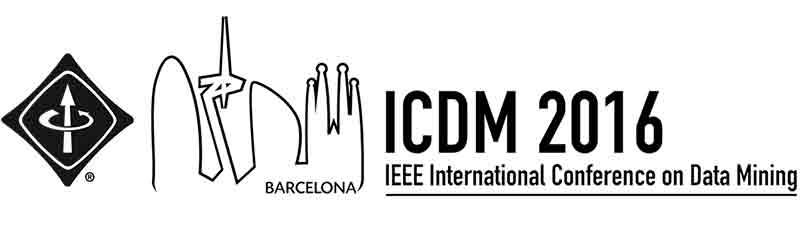 ICDM 2016
IEEE International Conference on Data Mining
BARCELONA
®